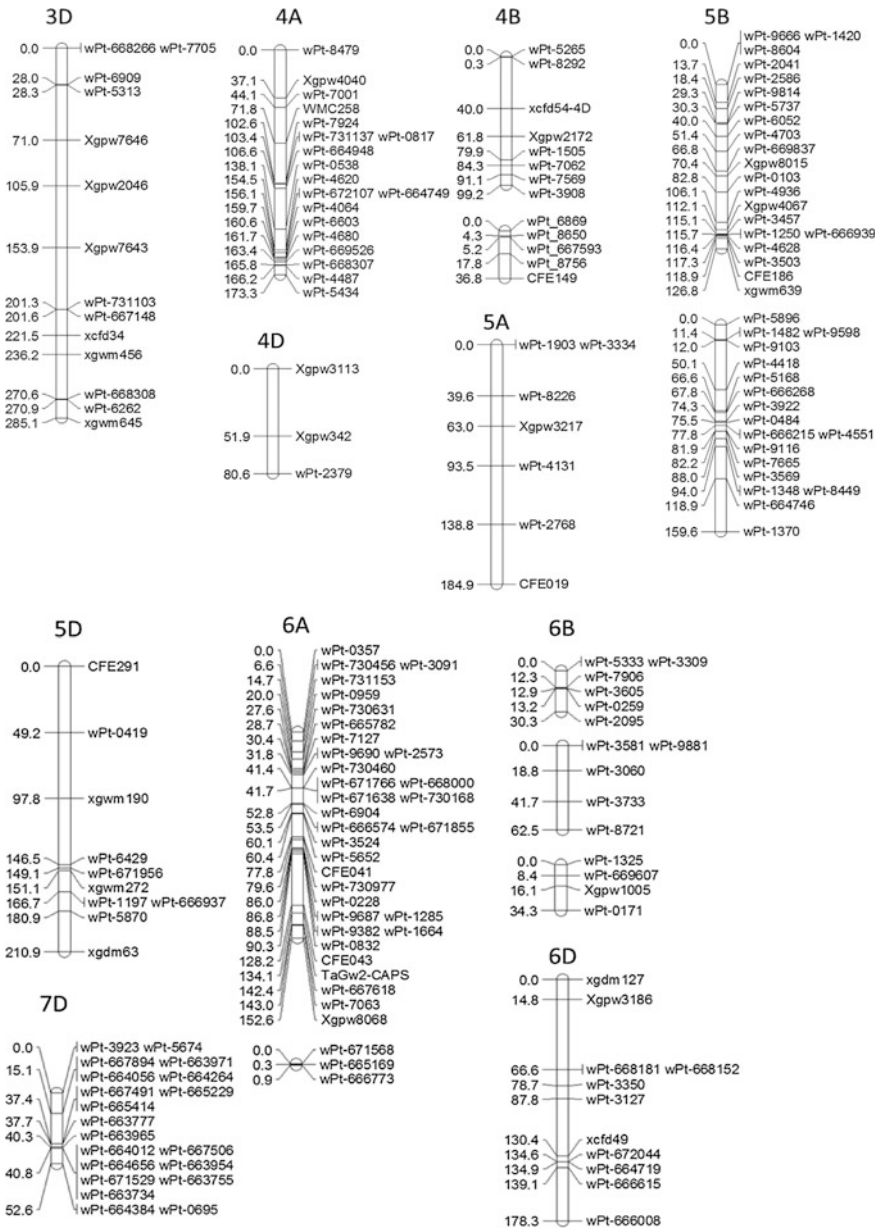 3D
0.0 wPt-668266 wPt-7705
28.0 wPt-6909
28.3 wPt-5313
71.0 Xgpw7646
105.9 Xgpw2046
153.9 Xgpw7643
201.3 wPt-731103
201.6 wPt-667148
221.5 xcfd34
236.2 xgwm456
270.6 wPt-668308
270.9 wPt-6262
285.1 xgwm645
4A
0.0 wPt-8479
37.1 Xgpw4040
44.1 wPt-7001
71.8 WMC258
102.6 wPt-7924
103.4 wPt-731137 wPt-0817
106.6 wPt-664948
138.1 wPt-0538
154.5 wPt-4620
156.1 wPt-672107 wPt-664749
159.7 wPt-4064
160.6 wPt-6603
161.7 wPt-4680
163.4 wPt-669526
165.8 wPt-668307
166.2 wPt-4487
173.3 wPt-5434
4D
0.0 Xgpw3113
51.9 Xgpw342
80.6 wPt-2379
4B
0.0 wPt-5265
0.3 wPt-8292
40.0 xcfd54-4D
61.8 Xgpw2172
79.9 wPt-1505
84.3 wPt-7062
91.1 wPt-7569
99.2 wPt-3908
0.0 wPt_6869
4.3 wPt_8650
5.2 wPt_667593
17.8 wPt_8756
36.8 CFE149
5A
0.0 wPt-1903 wPt-3334
39.6 wPt-8226
63.0 Xgpw3217
93.5 wPt-4131
138.8 wPt-2768
184.9 CFE019
5B
wPt-9666 wPt-1420
0.0 wPt-8604
13.7 wPt-2041
18.4 wPt-2586
29.3 wPt-9814
30.3 wPt-5737
40.0 wPt-6052
51.4 wPt-4703
66.8 wPt-669837
70.4 Xgpw8015
82.8 wPt-0103
106.1 wPt-4936
112.1 Xgpw4067
115.1 wPt-3457
115.7 wPt-1250 wPt-666939
116.4 wPt-4628
117.3 wPt-3503
118.9 CFE186
126.8 xgwm639
0.0 wPt-5896
11.4 wPt-1482 wPt-9598
12.0 wPt-9103
50.1 wPt-4418
66.6 wPt-5168
67.8 wPt-666268
74.3 wPt-3922
75.5 wPt-0484
77.8 wPt-666215 wPt-4551
81.9 wPt-9116
82.2 wPt-7665
88.0 wPt-3569
94.0 wPt-1348 wPt-8449
118.9 wPt-664746
159.6 wPt-1370
5D
0.0 CFE291
49.2 wPt-0419
97.8 xgwm190
146.5 wPt-6429
149.1 wPt-671956
151.1 xgwm272
166.7 wPt-1197 wPt-666937
180.9 wPt-5870
210.9 xgdm63
7D
0.0 wPt-3923 wPt-5674
wPt-667894 wPt-663971
15.1 wPt-664056 wPt-664264
wPt-667491 wPt-665229
37.4 wPt-665414
37.7 wPt-663777
40.3 wPt-663965
wPt-664012 wPt-667506
wPt-664656 wPt-663954
40.8 wPt-671529 wPt-663755
wPt-663734
52.6 wPt-664384 wPt-0695
6A
0.0 wPt-0357
6.6 wPt-730456 wPt-3091
14.7 wPt-731153
20.0 wPt-0959
27.6 wPt-730631
28.7 wPt-665782
30.4 wPt-7127
31.8 wPt-9690 wPt-2573
41.4 wPt-730460
wPt-671766 wPt-668000
41.7 wPt-671638 wPt-730168
52.8 wPt-6904
53.5 wPt-666574 wPt-671855
60.1 wPt-3524
60.4 wPt-5652
77.8 CFE041
79.6 wPt-730977
86.0 wPt-0228
86.8 wPt-9687 wPt-1285
88.5 wPt-9382 wPt-1664
90.3 wPt-0832
128.2 CFE043
134.1 TaGw2-CAPS
142.4 wPt-667618
143.0 wPt-7063
152.6 Xgpw8068
0.0 wPt-671568
0.3 wPt-665169
0.9 wPt-666773
6B
0.0 wPt-5333 wPt-3309
12.3 wPt-7906
12.9 wPt-3605
13.2 wPt-0259
30.3 wPt-2095
0.0 wPt-3581 wPt-9881
18.8 wPt-3060
41.7 wPt-3733
62.5 wPt-8721
0.0 wPt-1325
8.4 wPt-669607
16.1 Xgpw1005
34.3 wPt-0171
6D
0.0 xgdm127
14.8 Xgpw3186
66.6 wPt-668181 wPt-668152
78.7 wPt-3350
87.8 wPt-3127
130.4 xcfd49
134.6 wPt-672044
134.9 wPt-664719
139.1 wPt-666615
178.3 wPt-666008